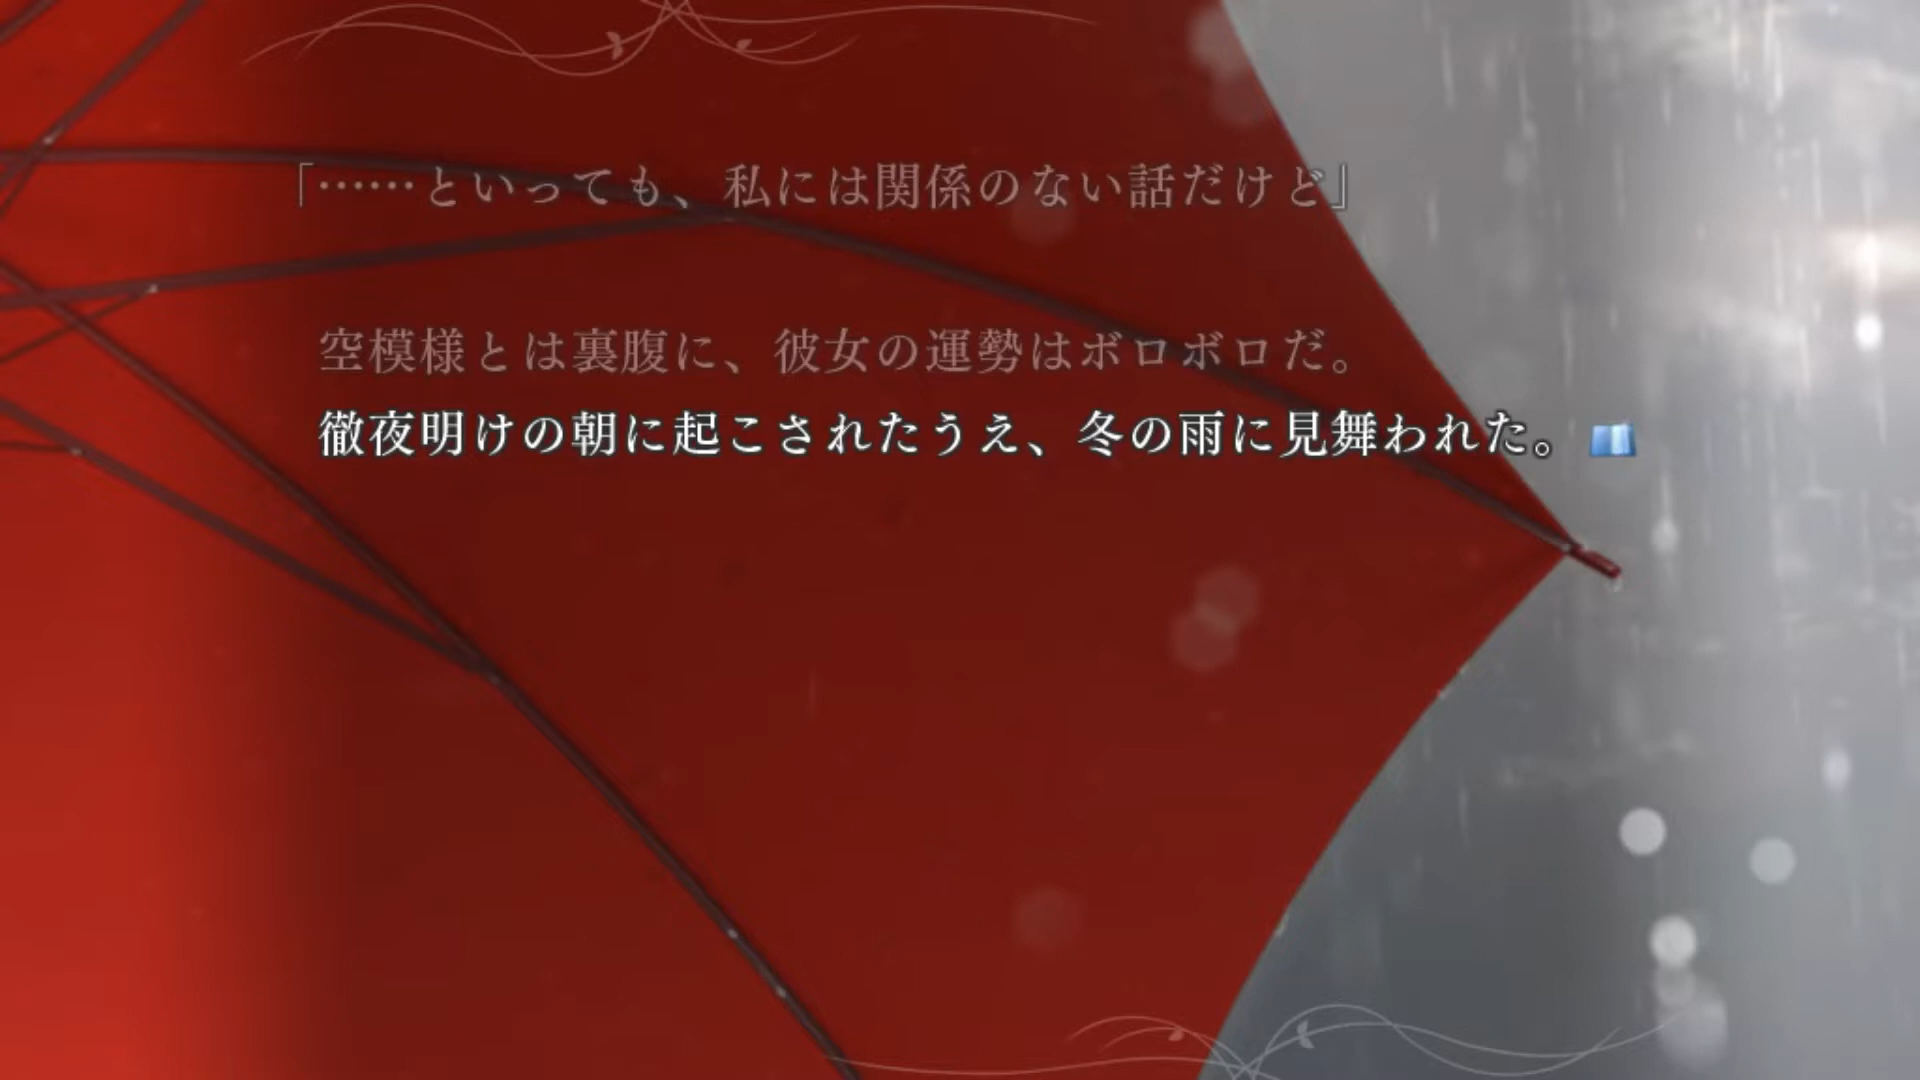 「……といっても、私には関係のない話だけど」
空模様とは裏腹に、彼女の運勢はボロボロだ。
徹夜明けの朝に起こされたうえ、冬の雨に見舞われた。